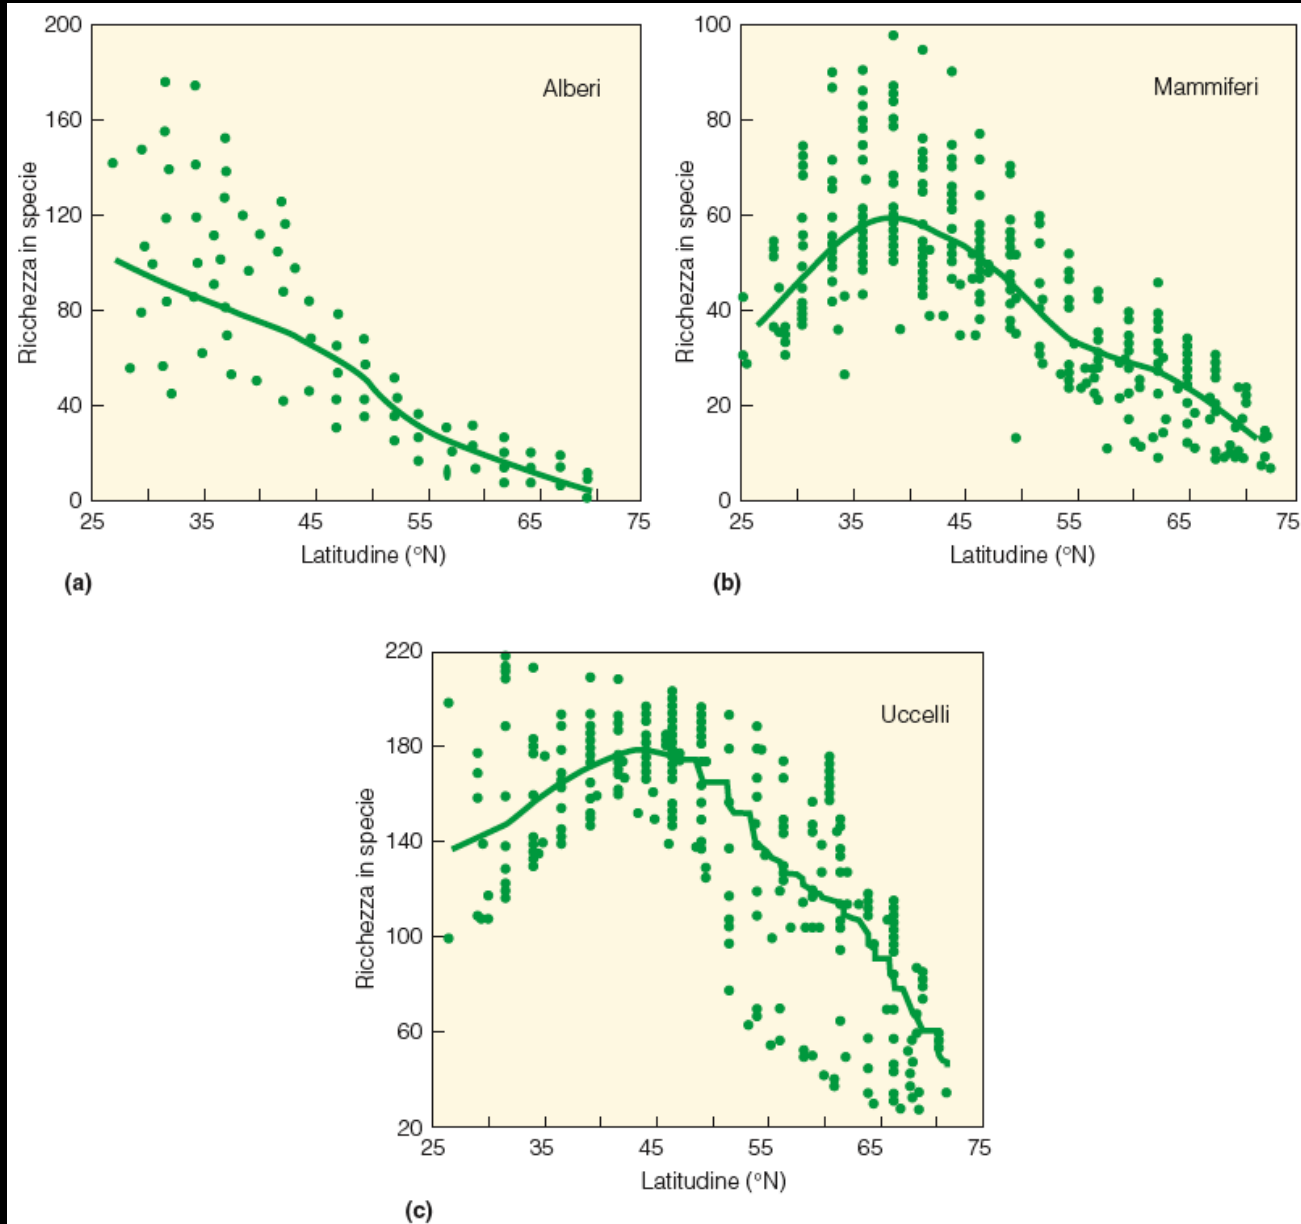 200
160
120
80
40
0
Ricchezza in specie
Alberi
25 35 45 55 65 75
Latitudine (°N)
(a)
100
80
60
40
20
0
Ricchezza in specie
Mammiferi
25 35 45 55 65 75
Latitudine (°N)
(b)
220
180
140
100
60
20
Ricchezza in specie
Uccelli
25 35 45 55 65 75
Latitudine (°N)
(c)